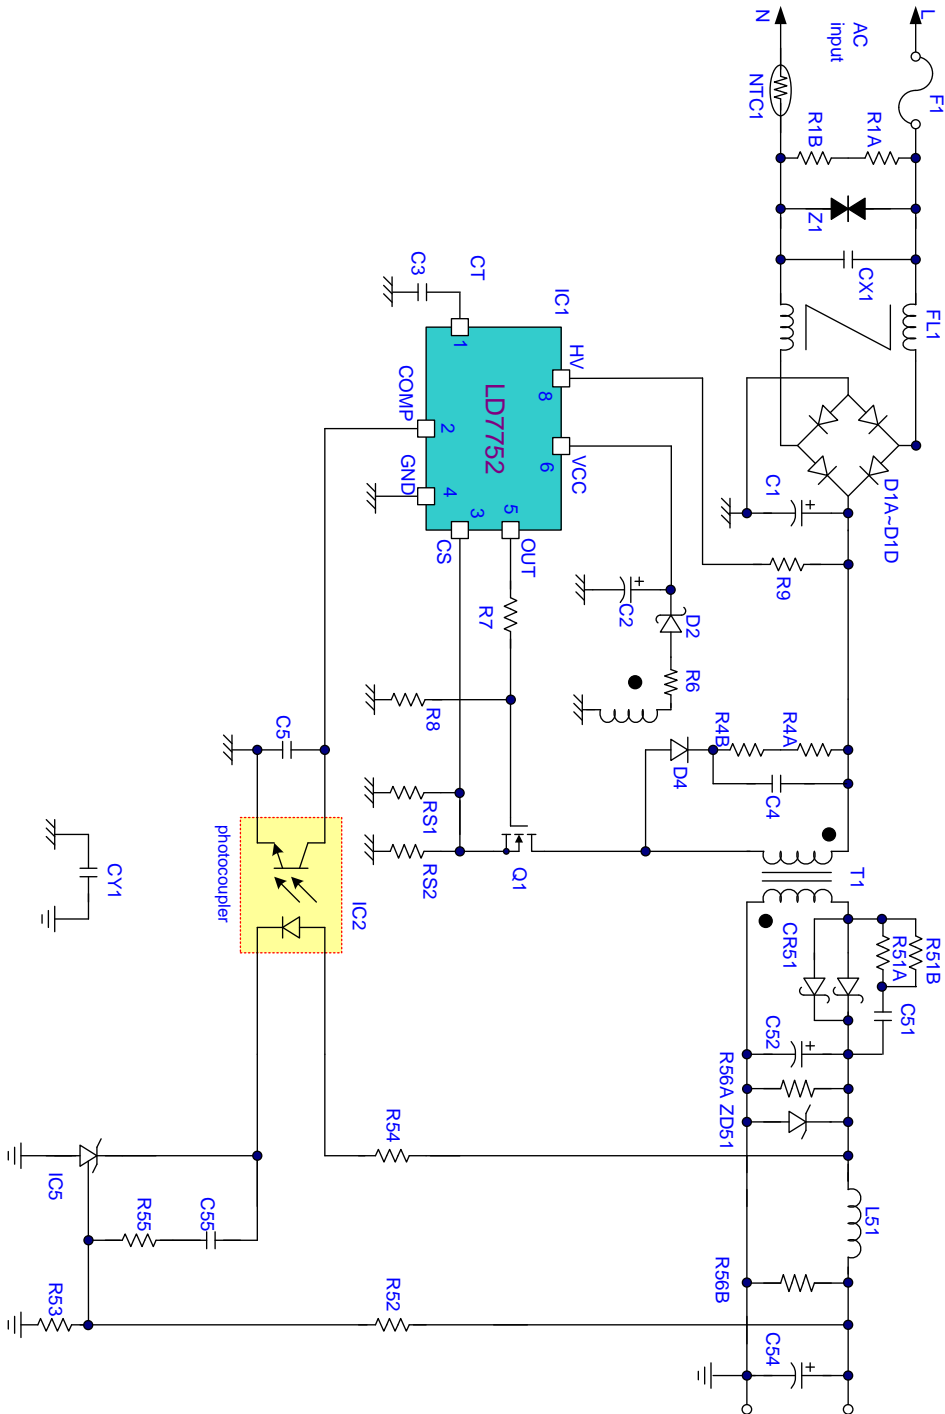 L
N
AC
input
F1
NTC1
R1A
R1B
Z1
CX1
FL1
D1A~D1D
C1
R9
R4A
R4B
C4
D4
T1
R51B
R51A
C51
CR51
C52
R56A
ZD51
L51
R56B
C54
IC1
LD7752
CT
C3
1
HV
8
VCC
6
COMP
2
GND
4
3
CS
5
OUT
C2
D2
R6
R7
R8
RS1
RS2
Q1
C5
photocoupler
IC2
CY1
R54
IC5
R55
C55
R53
R52